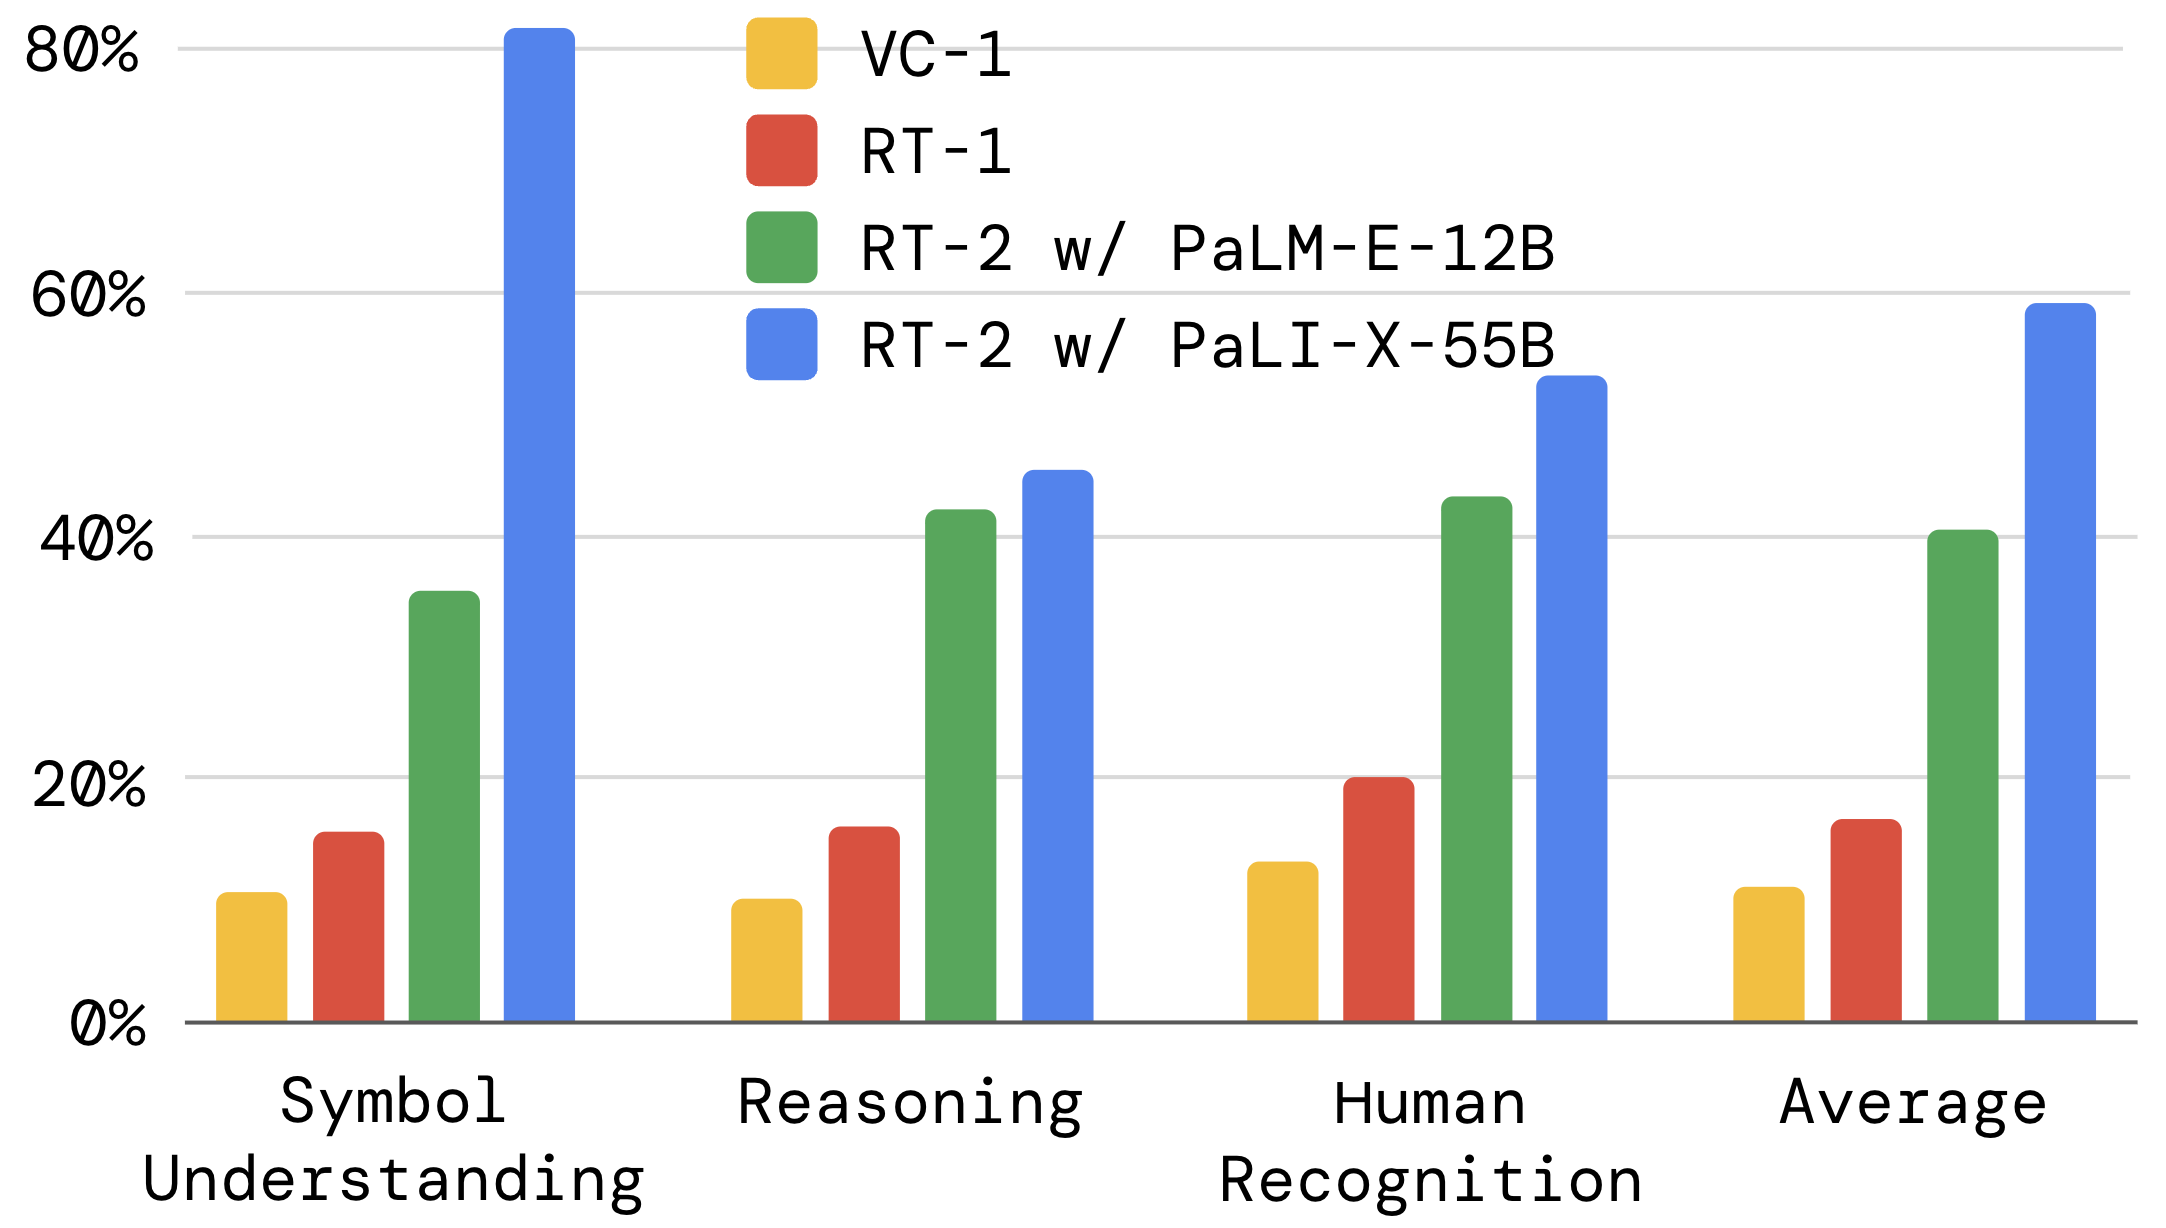 80%
VC-1
RT-1
RT-2 w/ PaLM-E-12B
60%
RT-2 w/ PaLI-X-55B
40%
20%
0%
Symbol
Understanding
Reasoning
Human
Recognition
Average